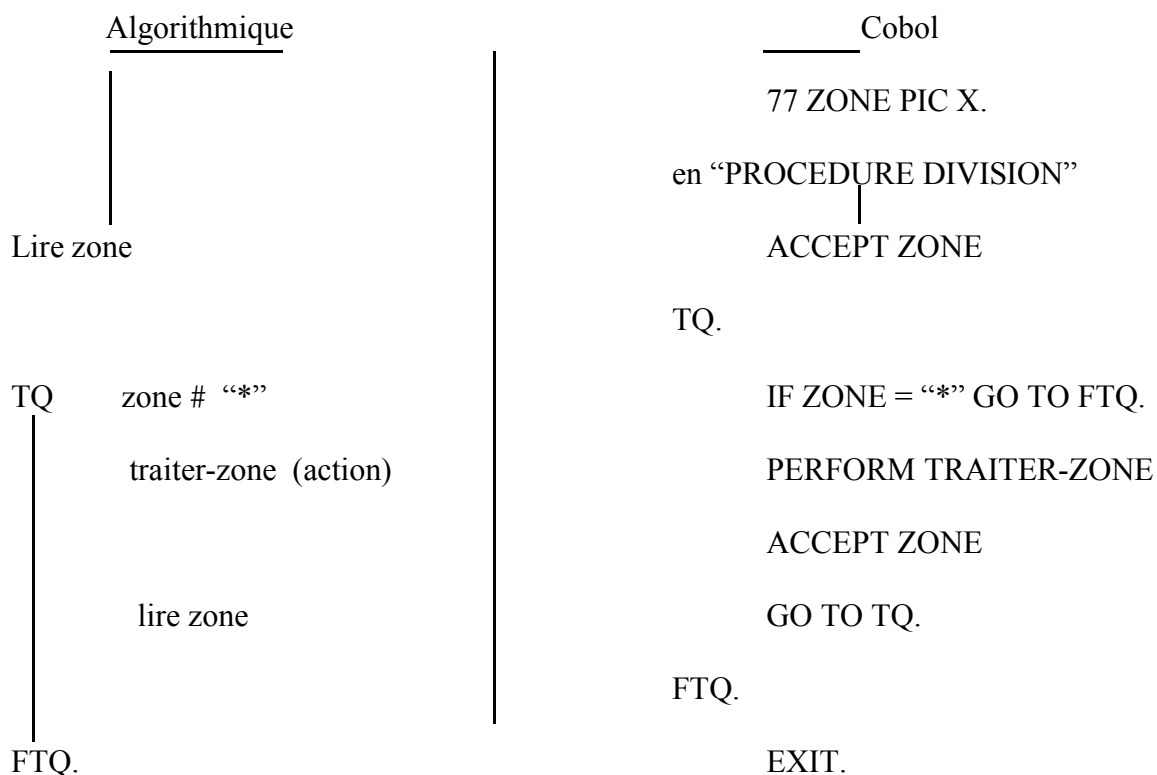 Algorithmique Cobol
77 ZONE PIC X.
en “PROCEDURE DIVISION”
Lire zone ACCEPT ZONE
TQ.
TQ zone # “*” IF ZONE = “*” GO TO FTQ.
traiter-zone (action) PERFORM TRAITER-ZONE
ACCEPT ZONE
lire zone GO TO TQ.
FTQ.
FTQ. EXIT.